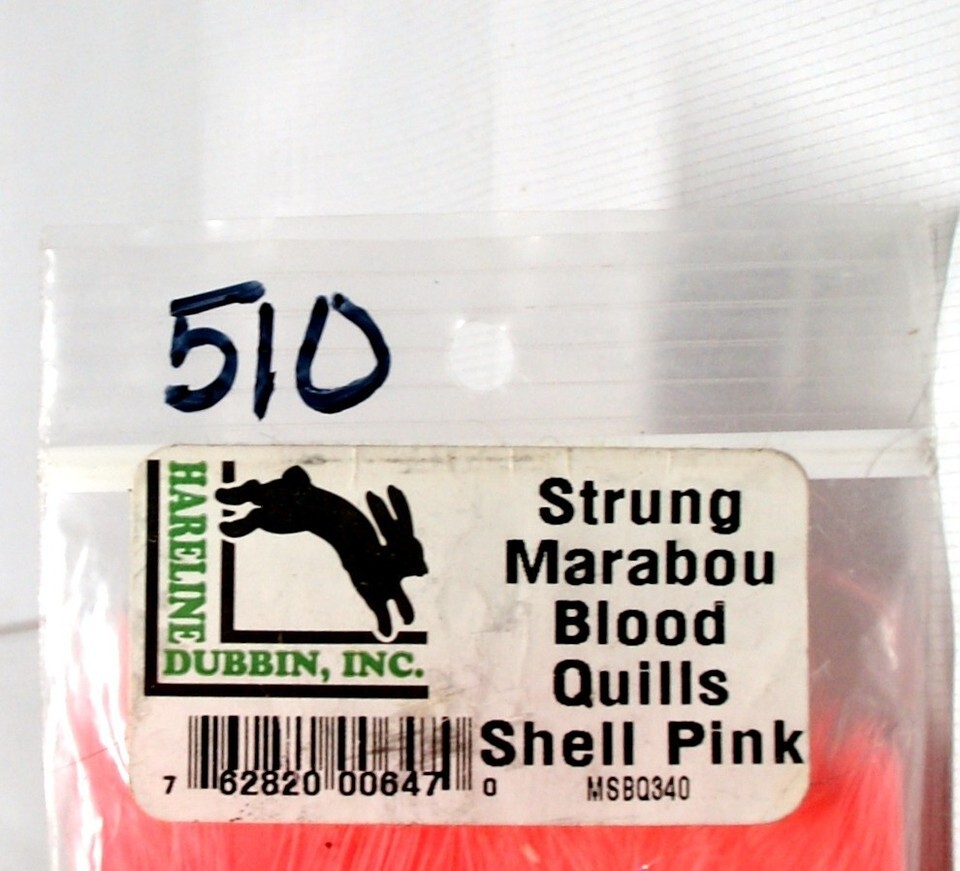 510
HARELINE
DUBBIN, INC.
Strung
Marabou
Blood
Quills
Shell Pink
7 62820 00647 0
MSBQ340